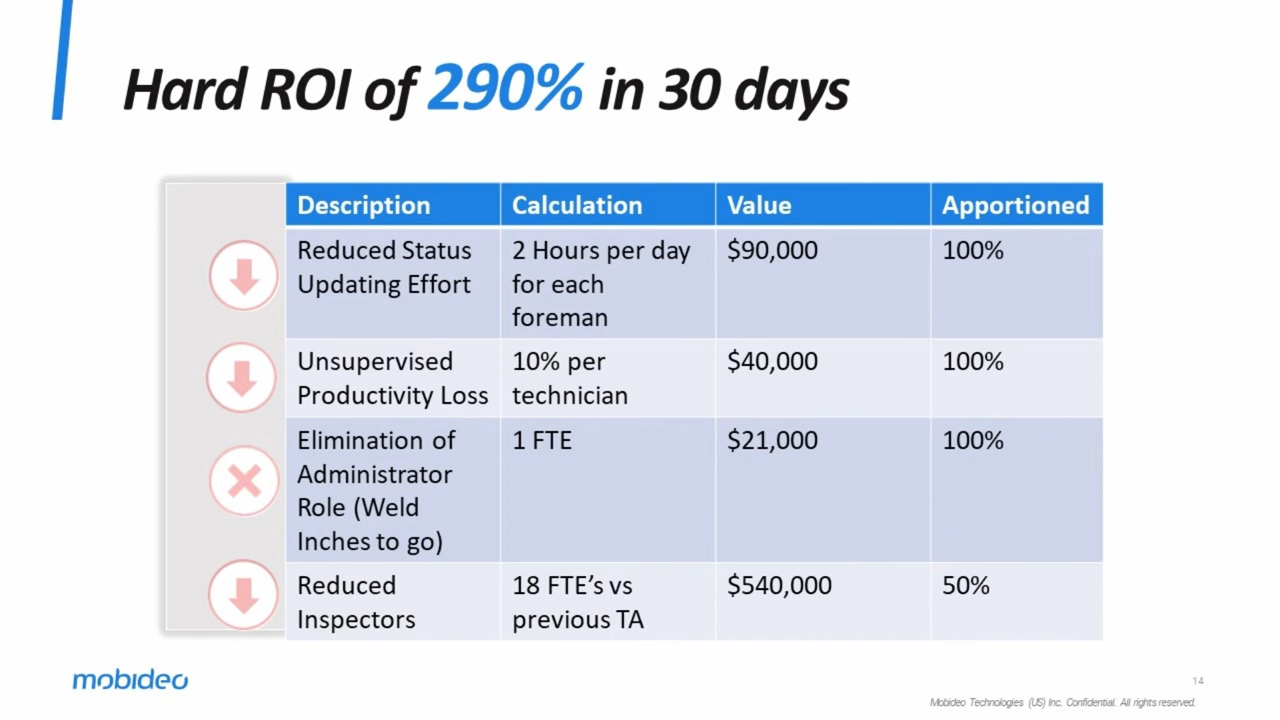 Hard ROI of 290% in 30 days
Description Calculation Value Apportioned
Reduced Status Updating Effort 2 Hours per day for each foreman $90,000 100%
Unsupervised Productivity Loss 10% per technician $40,000 100%
Elimination of Administrator Role (Weld Inches to go) 1 FTE $21,000 100%
Reduced Inspectors 18 FTE’s vs previous TA $540,000 50%
mobideo
14
Mobideo Technologies (US) Inc. Confidential. All rights reserved.